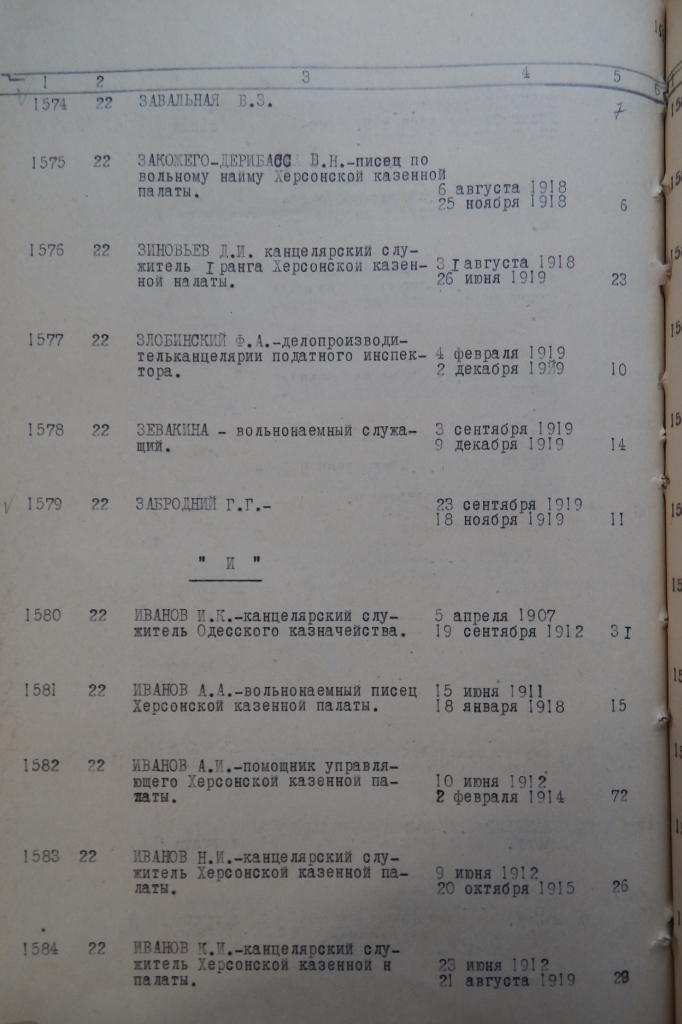 1 2 3 4 5 6
1574 22 ЗАВАЛЬНАЯ В.З. 7
1575 22 ЗАКОЖЕГО-ДЕРИБАСС В.Н.-писец по
вольному найму Херсонской казенной
палаты. 6 августа 1918
25 ноября 1918 6
1576 22 ЗИНОВЬЕВ Д.И. канцелярский слу-
житель I ранга Херсонской казен- 3I августа 1918
ной налаты. 26 июня 1919 23
1577 22 ЗЛОБИНСКИЙ Ф.А.-делопроизводи-
тельканцелярии податного инспек- 4 февраля 1919
тора. 2 декабря 1919 10
1578 22 ЗЕВАКИНА - вольнонаемный служа- 3 сентября 1919
щий. 9 декабря 1919 14
1579 22 ЗАБРОДНИЙ Г.Г.- 23 сентября 1919
18 ноября 1919 11
" И "
1580 22 ИВАНОВ И.К.-канцелярский слу- 5 апреля 1907
житель Одесского казначейства. 19 сентября 1912 3I
1581 22 ИВАНОВ А.А.-вольнонаемный писец 15 июня 1911
Херсонской казенной палаты. 18 января 1918 15
1582 22 ИВАНОВ А.И.-помощник управля-
ющего Херсонской казенной па- 10 июня 1912
латы. 2 февраля 1914 72
1583 22 ИВАНОВ Н.И.-канцелярский слу-
житель Херсонской казенной па- 9 июня 1912
латы. 20 октября 1915 26
1584 22 ИВАНОВ К.И.-канцелярский слу-
житель Херсонской казенной н 23 июня 1912
палаты. 21 августа 1919